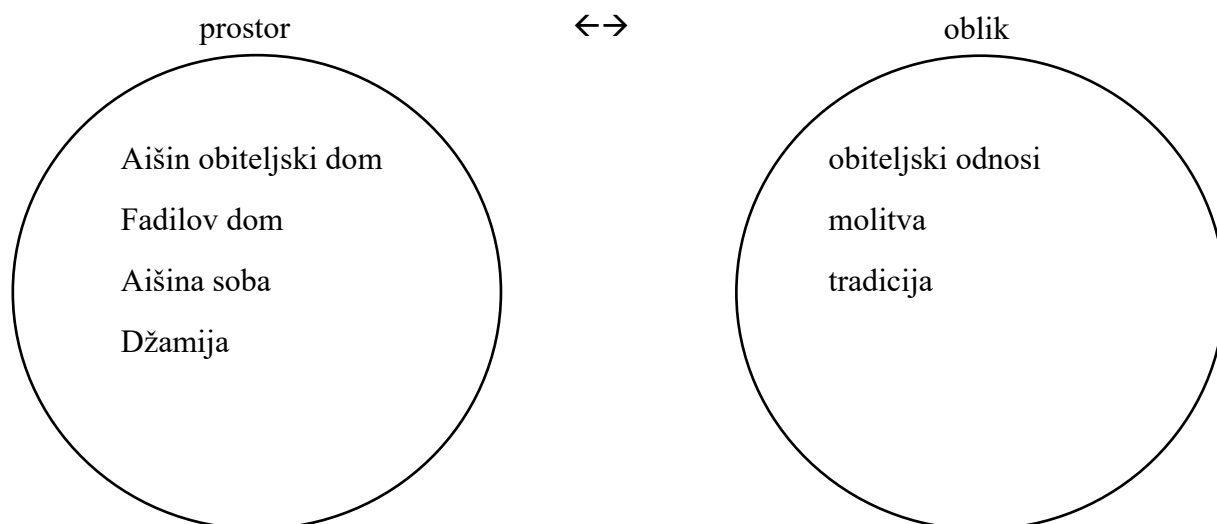 prostor
←→
oblik
Aišin obiteljski dom
Fadilov dom
Aišina soba
Džamija
obiteljski odnosi
molitva
tradicija